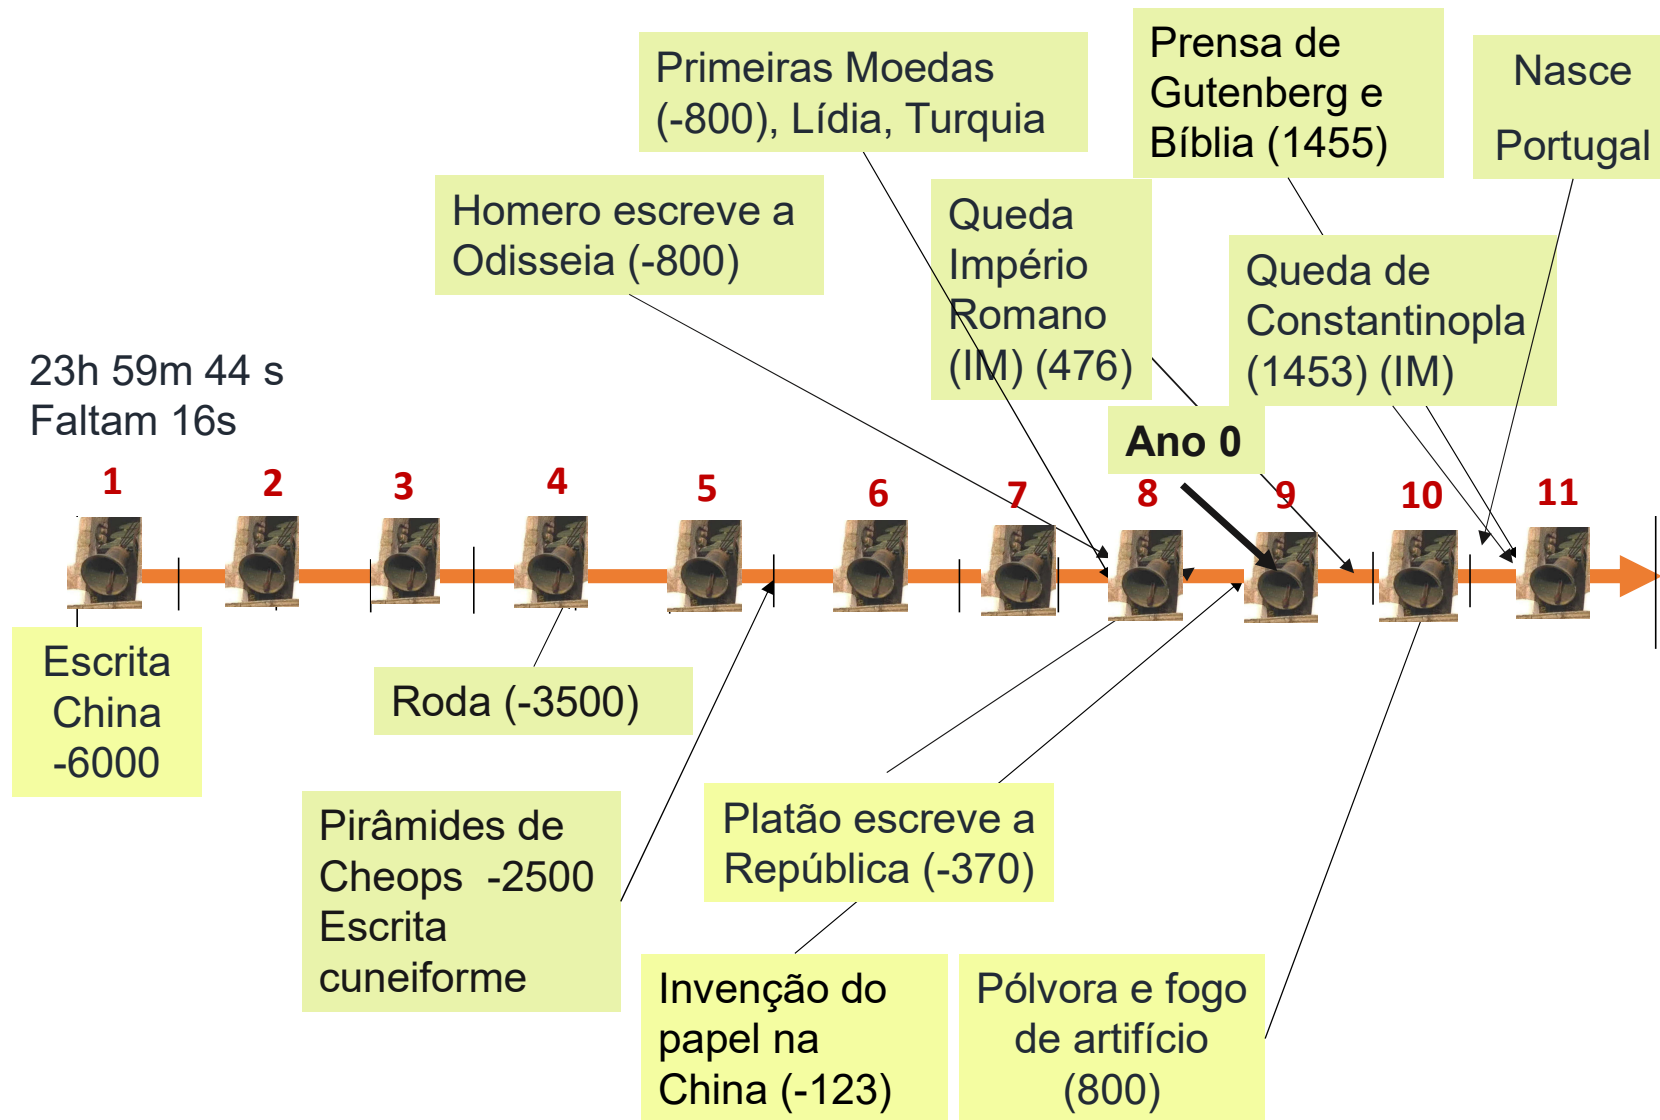 Primeiras Moedas
(-800), Lídia, Turquia
Prensa de
Gutenberg e
Bíblia (1455)
Nasce
Portugal
Homero escreve a
Odisseia (-800)
Queda
Império
Romano
(IM) (476)
Queda de
Constantinopla
(1453) (IM)
23h 59m 44 s
Faltam 16s
Ano 0
1
2
3
4
5
6
7
8
9
10
11
Escrita
China
-6000
Roda (-3500)
Pirâmides de
Cheops -2500
Escrita
cuneiforme
Platão escreve a
República (-370)
Invenção do
papel na
China (-123)
Pólvora e fogo
de artifício
(800)